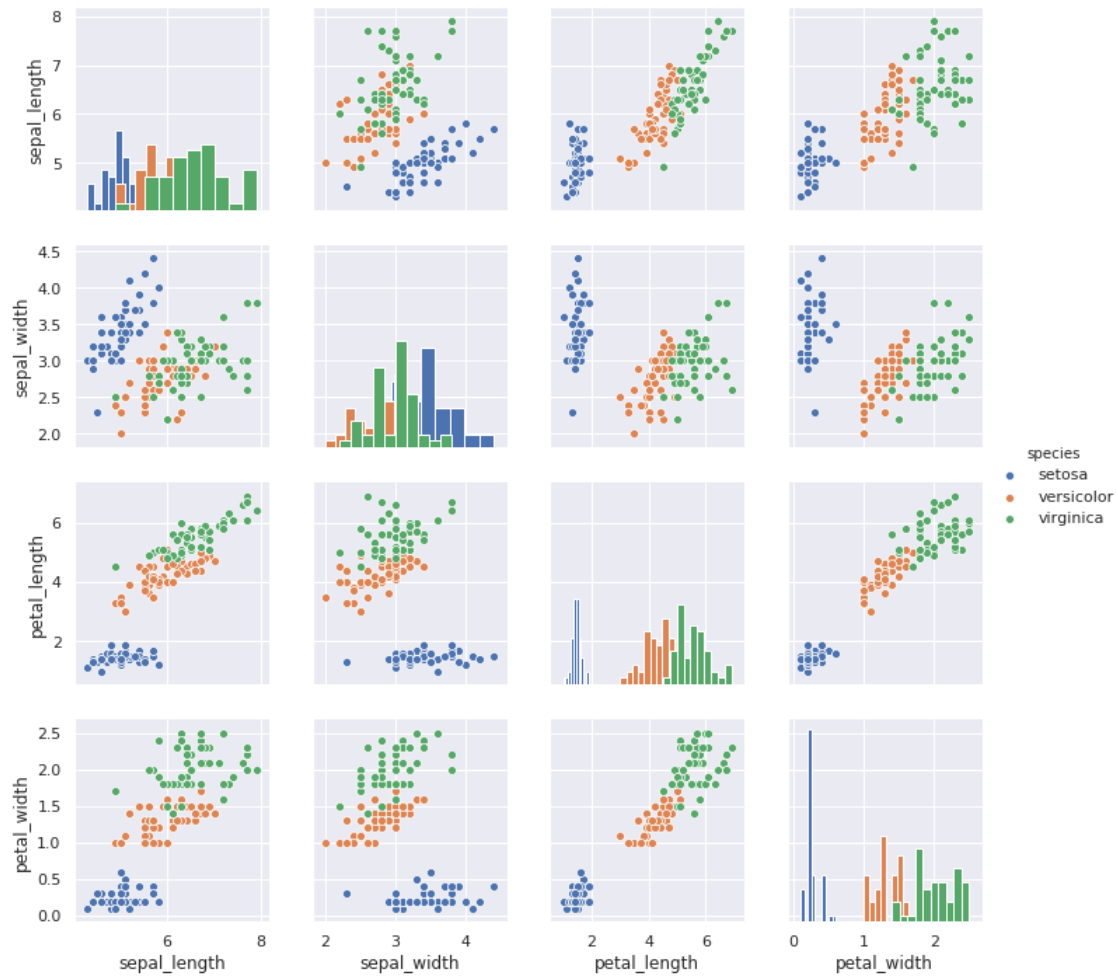 8
7
6
5
sepal_length
4.5
4.0
3.5
3.0
2.5
2.0
sepal_width
species
setosa
versicolor
virginica
6
4
2
petal_length
2.5
2.0
1.5
1.0
0.5
0.0
petal_width
6 8
sepal_length
2 3 4
sepal_width
2 4 6
petal_length
0 1 2
petal_width